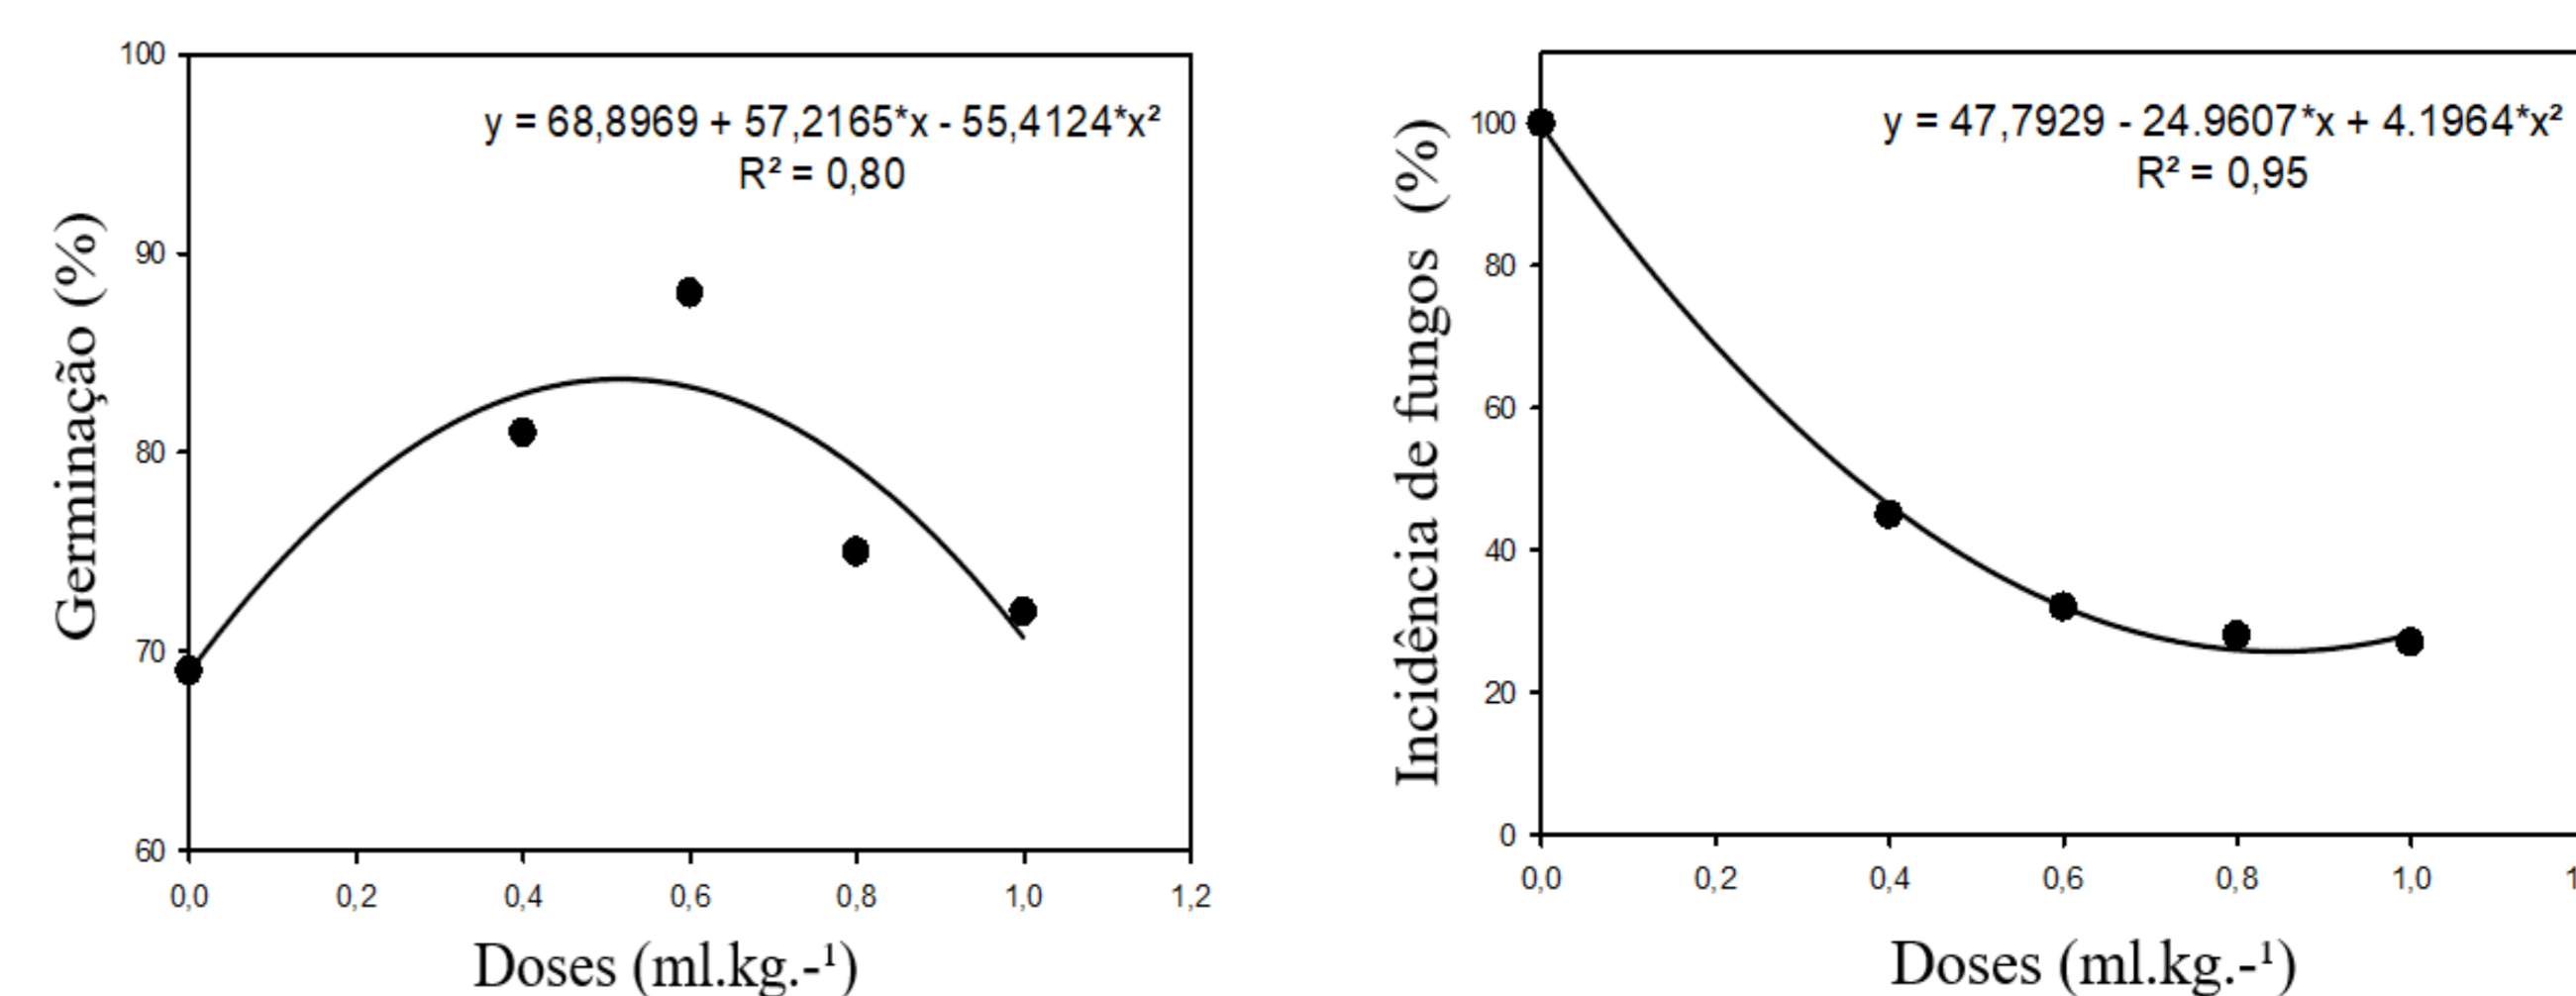 100
90
80
70
60
Germinação (%)
y = 68,8969 + 57,2165*x - 55,4124*x²
R² = 0,80
0,0 0,2 0,4 0,6 0,8 1,0 1,2
Doses (ml.kg.-¹)
100
80
60
40
20
0
Incidência de fungos (%)
y = 47,7929 - 24.9607*x + 4.1964*x²
R² = 0,95
0,0 0,2 0,4 0,6 0,8 1,0
Doses (ml.kg.-¹)